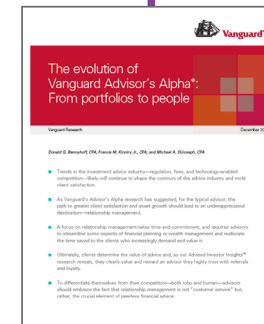 Vanguard
The evolution of
Vanguard Advisor's Alpha®:
From portfolios to people
Vanguard Research
December 20
Donald G. Bennyhoff, CFA; Francis M. Kinniry Jr., CFA; and Michael A. DiJoseph, CFA
Trends in the investment advice industry—regulation, fees, and technology-enabled
competition—likely will continue to shape the contours of the advice industry and mold
client satisfaction.
As Vanguard's Advisor's Alpha research has suggested, for the typical advisor, the
path to greater client satisfaction and asset growth should lead to an underappreciated
destination—relationship management.
A focus on relationship management takes time and commitment, and requires advisors
to streamline some aspects of financial planning or wealth management and reallocate
the time saved to the clients who increasingly demand and value it.
Ultimately, clients determine the value of advice and, as our Advised Investor Insights™
research reveals, they clearly value and reward an advisor they highly trust with referrals
and loyalty.
To differentiate themselves from their competitors—both robo and human—advisors
should embrace the fact that relationship management is not "customer service" but,
rather, the crucial element of peerless financial advice.